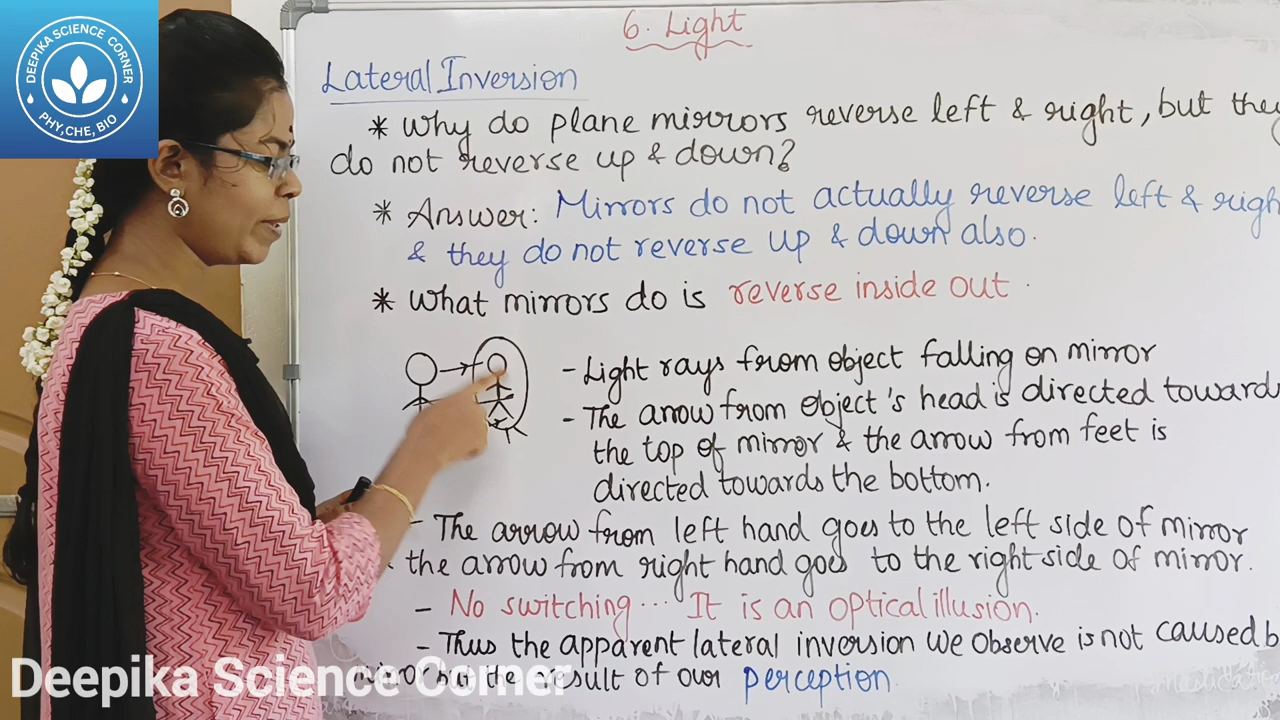 DEEPIKA SCIENCE CORNER
PHY,CHE, BIO
6. Light
Lateral Inversion
* Why do plane mirrors reverse left & right, but they
do not reverse up & down?
* Answer: Mirrors do not actually reverse left & righ
& they do not reverse up & down also.
* What mirrors do is reverse inside out.
- Light rays from object falling on mirror
- The arrow from object's head is directed towards
the top of mirror & the arrow from feet is
directed towards the bottom.
- The arrow from left hand goes to the left side of mirror
the arrow from right hand goes to the right side of mirror.
- No switching... It is an optical illusion.
- Thus the apparent lateral inversion we observe is not caused b
but the result of our perception.
Deepika Science Corner